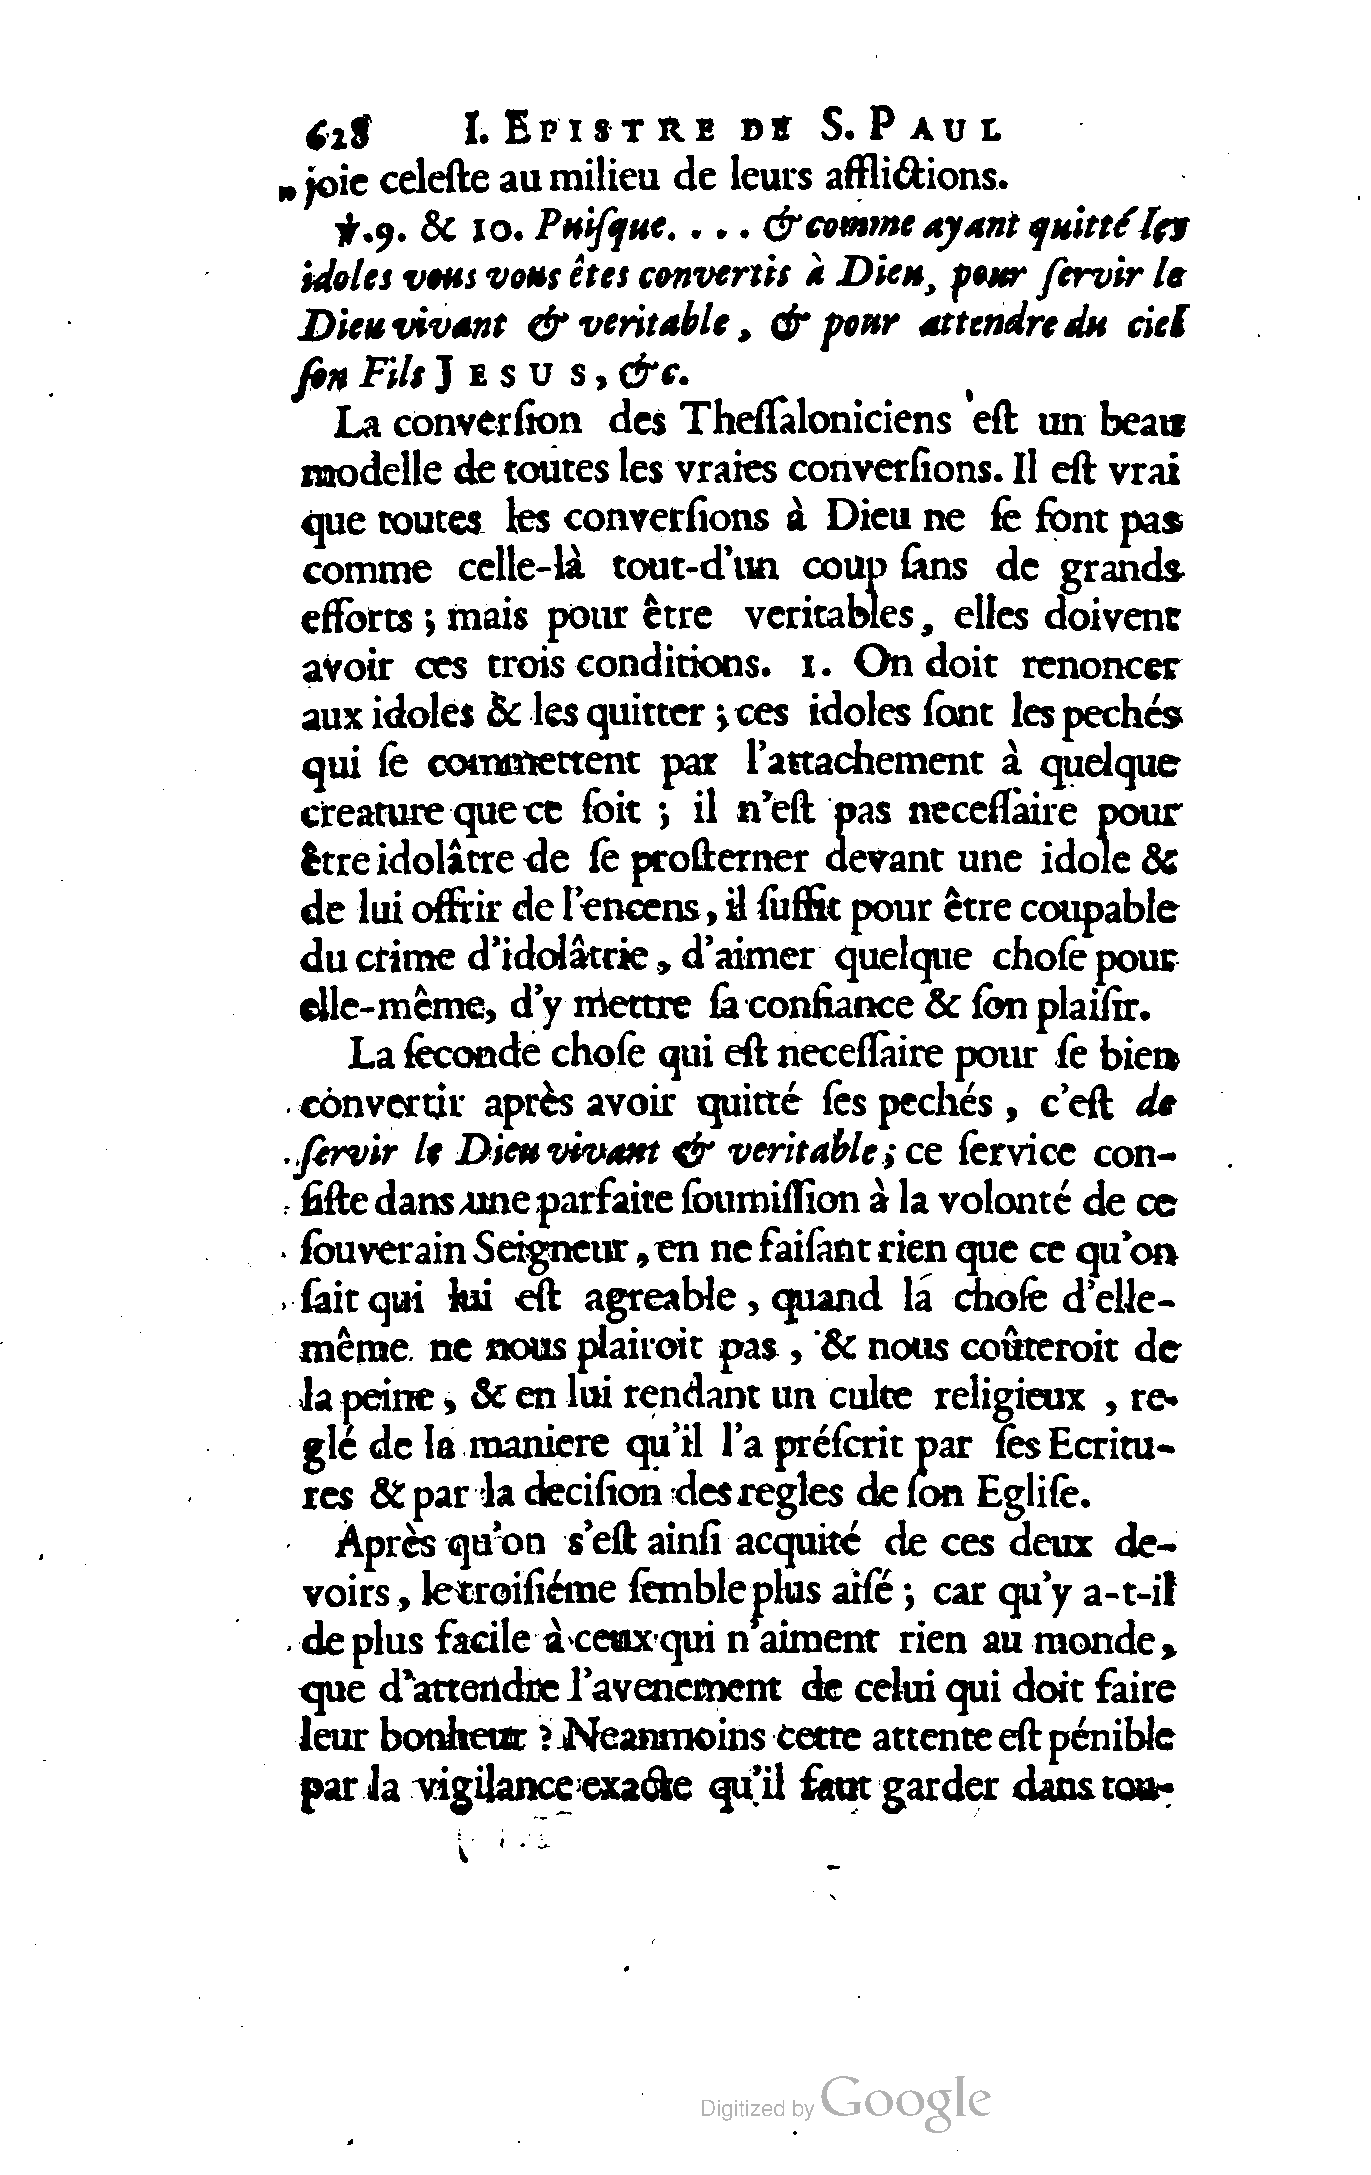 628 I. EPISTRE DE S. PAUL
„ joie celeſte au milieu de leurs afflictions.
℣.9. & 10. Puiſque. . . . & comme ayant quitté les
idoles vous vous êtes convertis à Dieu, pour ſervir le
Dieu vivant & veritable, & pour attendre du ciel
ſon Fils JESUS, &c.
La converſion des Theſſaloniciens eſt un beau
modelle de toutes les vraies converſions. Il eſt vrai
que toutes les converſions à Dieu ne ſe font pas
comme celle-là tout-d'un coup ſans de grands
efforts ; mais pour être veritables, elles doivent
avoir ces trois conditions. 1. On doit renoncer
aux idoles & les quitter ; ces idoles ſont les pechés
qui ſe commettent par l'attachement à quelque
creature que ce ſoit ; il n'eſt pas neceſſaire pour
être idolâtre de ſe proſterner devant une idole &
de lui offrir de l'encens, il ſuffit pour être coupable
du crime d'idolâtrie, d'aimer quelque choſe pour
elle-même, d'y mettre ſa confiance & ſon plaiſir.
La ſeconde choſe qui eſt neceſſaire pour ſe bien
convertir après avoir quitté ſes pechés, c'eſt de
ſervir le Dieu vivant & veritable ; ce ſervice con-
ſiſte dans une parfaite ſoumiſſion à la volonté de ce
ſouverain Seigneur, en ne faiſant rien que ce qu'on
ſait qui lui eſt agreable, quand la choſe d'elle-
même ne nous plairoit pas, & nous coûteroit de
la peine, & en lui rendant un culte religieux, re-
glé de la maniere qu'il l'a préſcrit par ſes Ecritu-
res & par la deciſion des regles de ſon Egliſe.
Après qu'on s'eſt ainſi acquité de ces deux de-
voirs, le troiſiéme ſemble plus aiſé ; car qu'y a-t-il
de plus facile à ceux qui n'aiment rien au monde,
que d'attendre l'avenement de celui qui doit faire
leur bonheur ? Neanmoins cette attente eſt pénible
par la vigilance exacte qu'il faut garder dans tou-
Digitized by Google